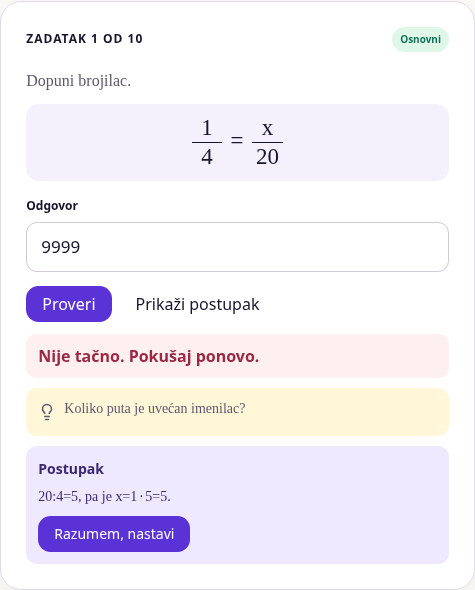 ZADATAK 1 OD 10
Osnovni
Dopuni brojilac.
1/4 = x/20
Odgovor
9999
Proveri
Prikaži postupak
Nije tačno. Pokušaj ponovo.
Koliko puta je uvećan imenilac?
Postupak
20:4=5, pa je x=1·5=5.
Razumem, nastavi